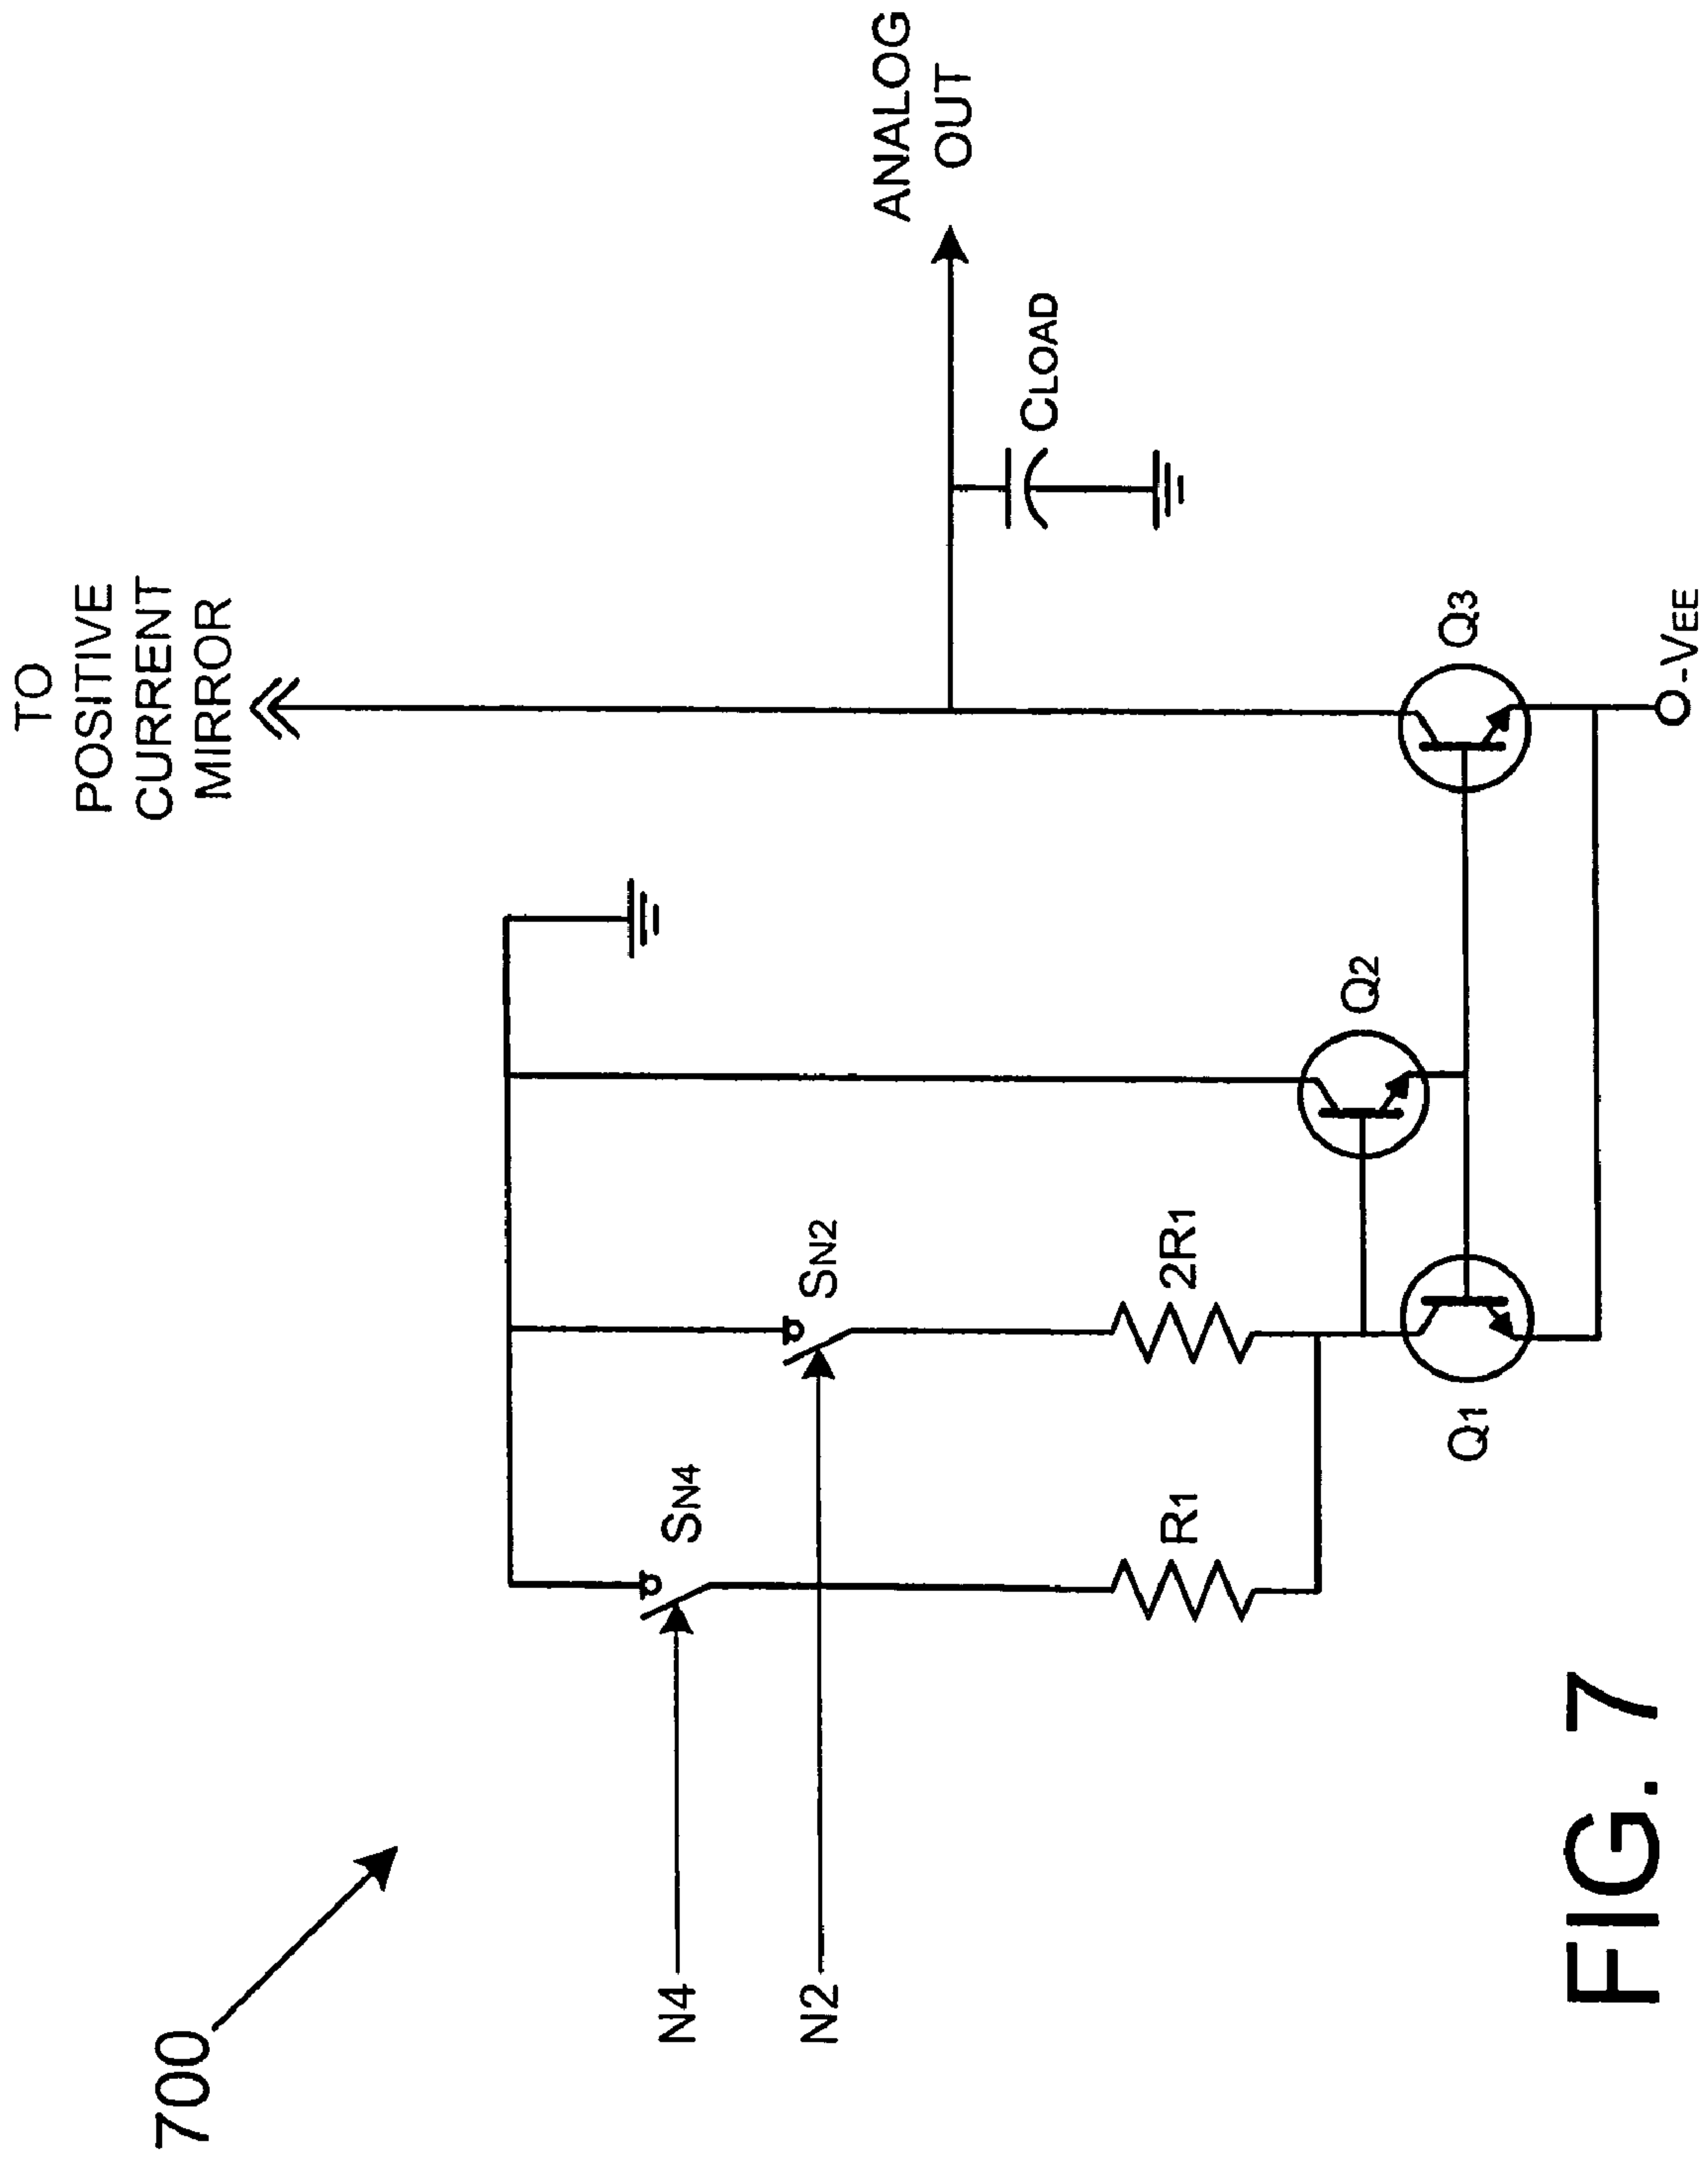 700
TO
POSITIVE
CURRENT
MIRROR
ANALOG
OUT
CLOAD
N4
SN4
N2
SN2
R1
2R1
Q2
Q1
Q3
-VEE
FIG. 7